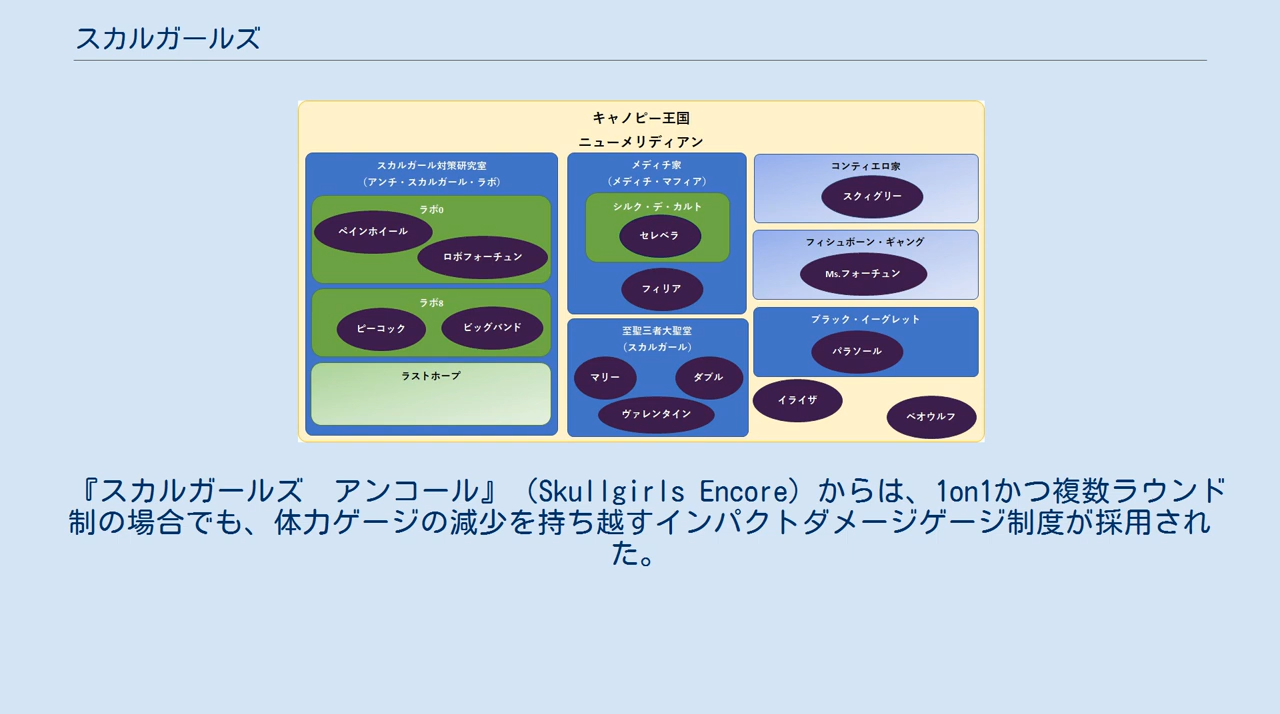 スカルガールズ
キャノピー王国
ニューメリディアン
スカルガール対策研究室
（アンチ・スカルガール・ラボ）
ラボ0
ペインホイール
ロボフォーチュン
ラボ8
ピーコック
ビッグバンド
ラストホープ
メディチ家
（メディチ・マフィア）
シルク・デ・カルト
セレベラ
フィリア
至聖三者大聖堂
（スカルガール）
マリー
ダブル
ヴァレンタイン
コンティエロ家
スクィグリー
フィシュボーン・ギャング
Ms.フォーチュン
ブラック・イーグレット
パラソール
イライザ
ベオウルフ
『スカルガールズ　アンコール』（Skullgirls Encore）からは、1on1かつ複数ラウンド
制の場合でも、体力ゲージの減少を持ち越すインパクトダメージゲージ制度が採用され
た。